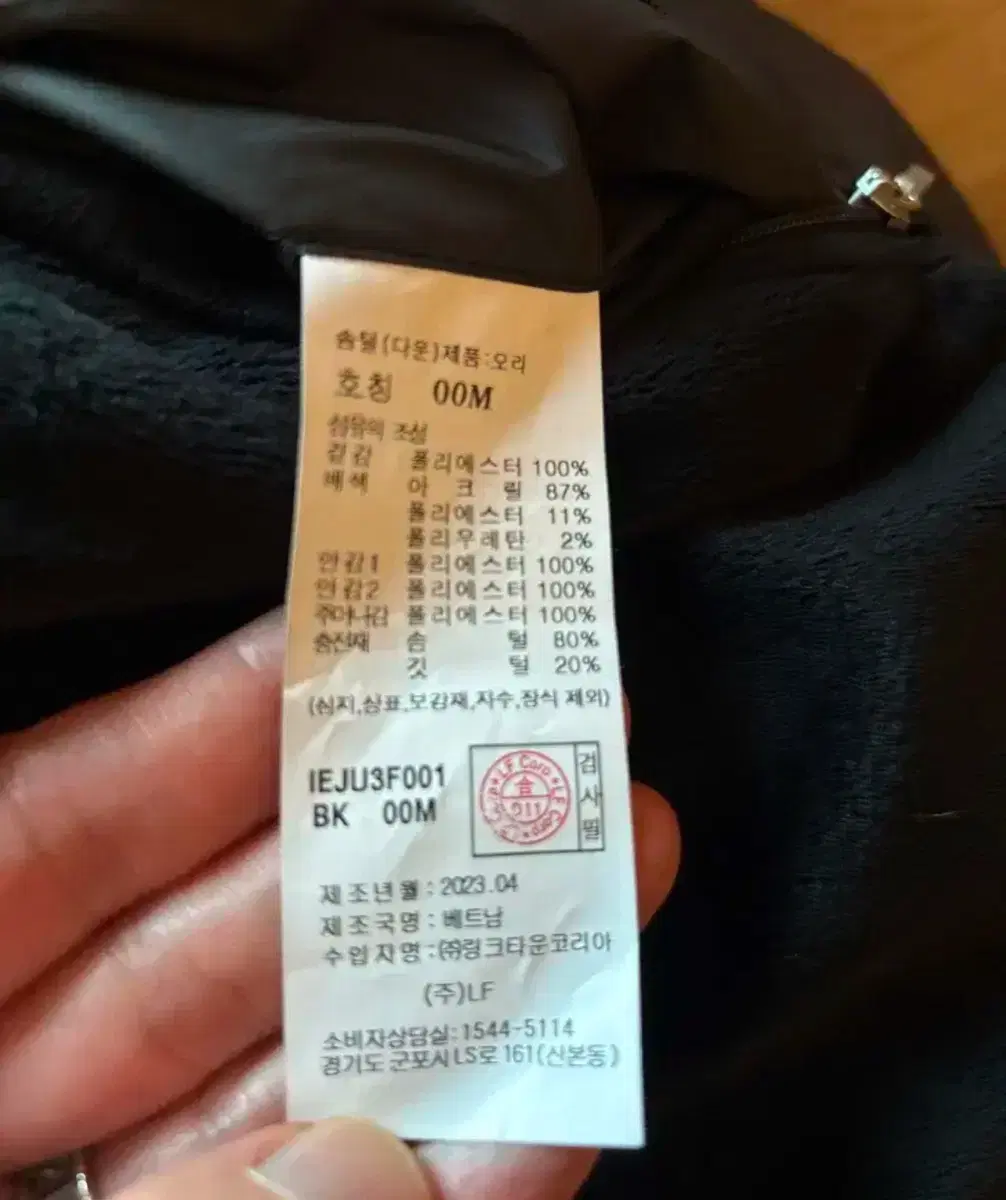 솜털(다운)제품:오리
호칭 00M
섬유의 조성
겉감 폴리에스터 100%
배색 아크릴 87%
폴리에스터 11%
폴리우레탄 2%
안감1 폴리에스터 100%
안감2 폴리에스터 100%
주머니감 폴리에스터 100%
충전재 솜털 80%
깃털 20%
(심지,상표,보강재,자수,장식 제외)
IEJU3F001
BK 00M
LF Corp LF Corp LF Corp
숨
011
검사필
제조년월 : 2023.04
제조국명 : 베트남
수입자명 : ㈜링크타운코리아
(주)LF
소비자상담실:1544-5114
경기도 군포시 LS로 161(산본동)